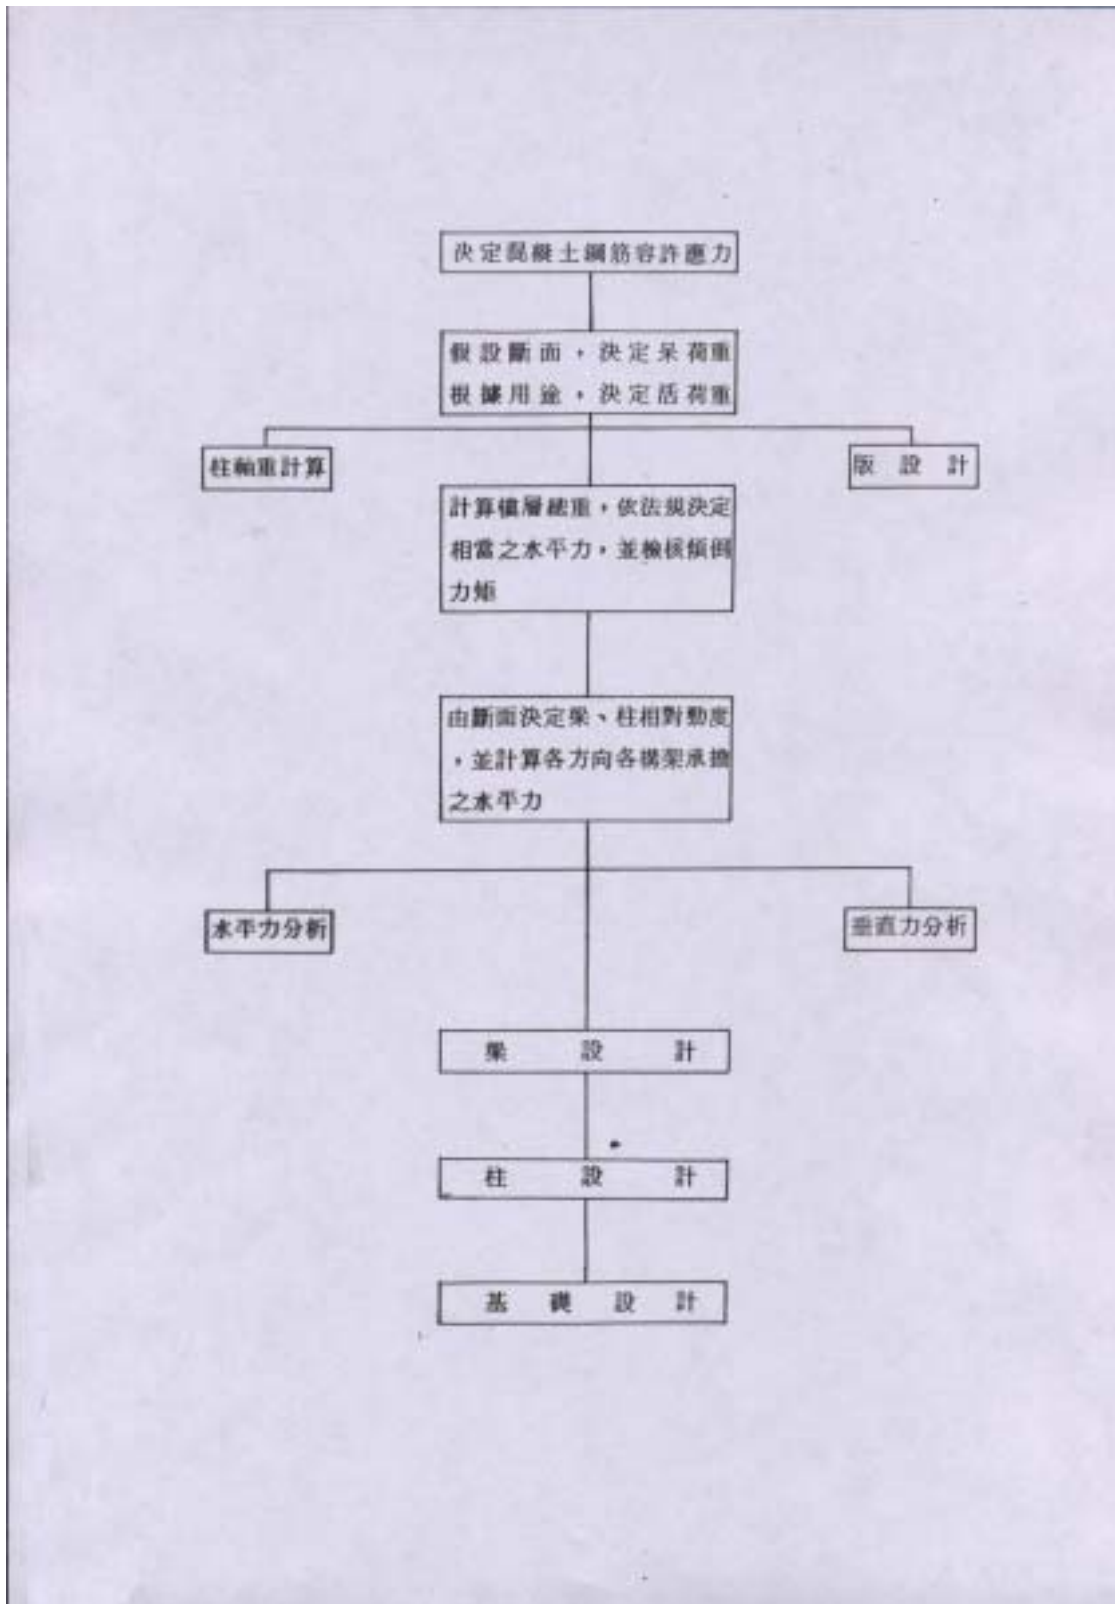 決定混凝土鋼筋容許應力
假設斷面，決定呆荷重
根據用途，決定活荷重
柱軸重計算
版設計
計算樓層總重，依法規決定
相當之水平力，並檢核傾倒
力矩
由斷面決定梁、柱相對勁度
，並計算各方向各構架承擔
之水平力
水平力分析
垂直力分析
梁設計
柱設計
基礎設計